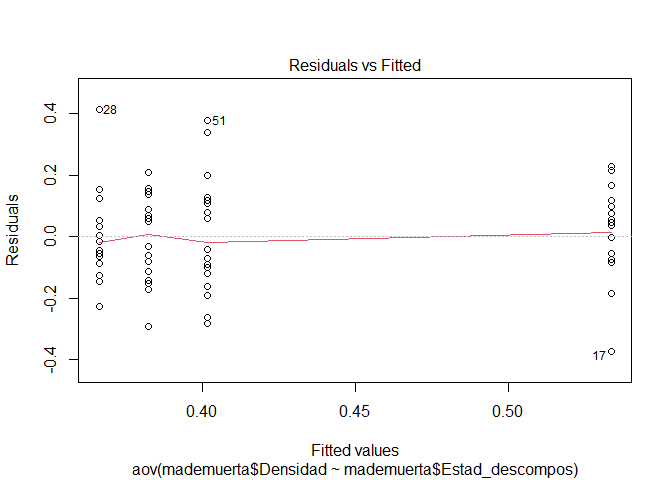 Residuals vs Fitted
Residuals
0.4
0.2
0.0
-0.2
-0.4
28
51
17
0.40
0.45
0.50
Fitted values
aov(mademuerta$Densidad ~ mademuerta$Estad_descompos)